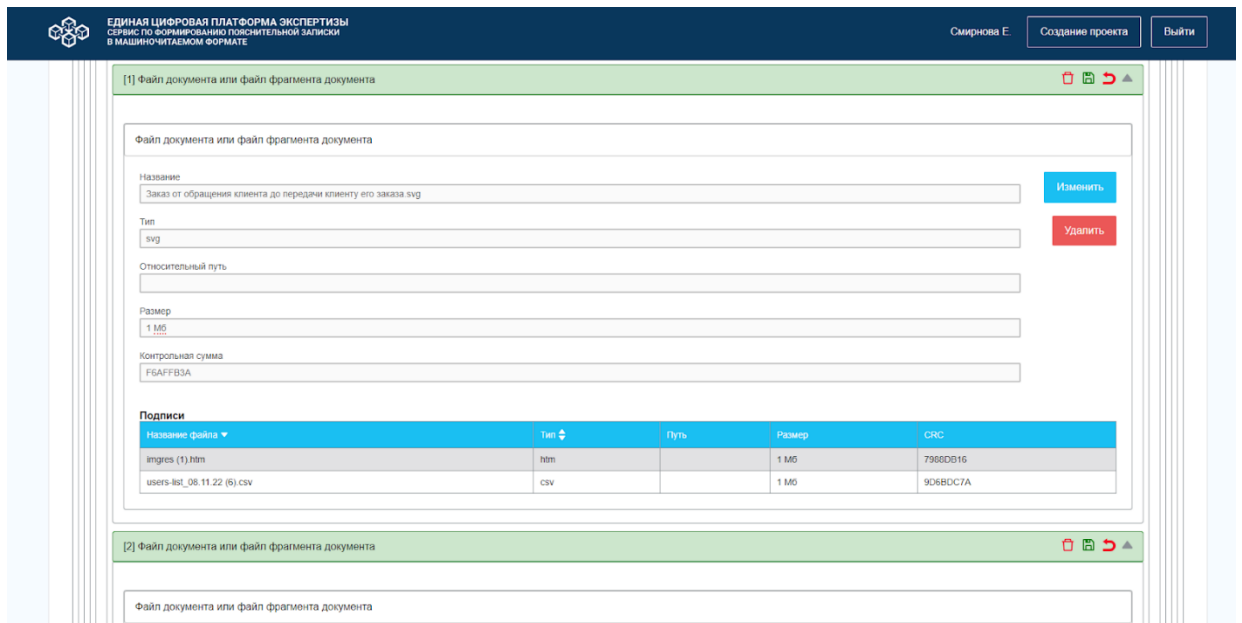 ЕДИНАЯ ЦИФРОВАЯ ПЛАТФОРМА ЭКСПЕРТИЗЫ
СЕРВИС ПО ФОРМИРОВАНИЮ ПОЯСНИТЕЛЬНОЙ ЗАПИСКИ
В МАШИНОЧИТАЕМОМ ФОРМАТЕ
Смирнова Е. Создание проекта Выйти
[1] Файл документа или файл фрагмента документа
Файл документа или файл фрагмента документа
Название
Заказ от обращения клиента до передачи клиенту его заказа.svg
Изменить
Тип
svg
Удалить
Относительный путь
Размер
1 Мб
Контрольная сумма
F6AFFB3A
Подписи
Название файла Тип Путь Размер CRC
imgres (1).htm htm 1 Мб 7988DB16
users-list_08.11.22 (6).csv csv 1 Мб 9D6BDC7A
[2] Файл документа или файл фрагмента документа
Файл документа или файл фрагмента документа